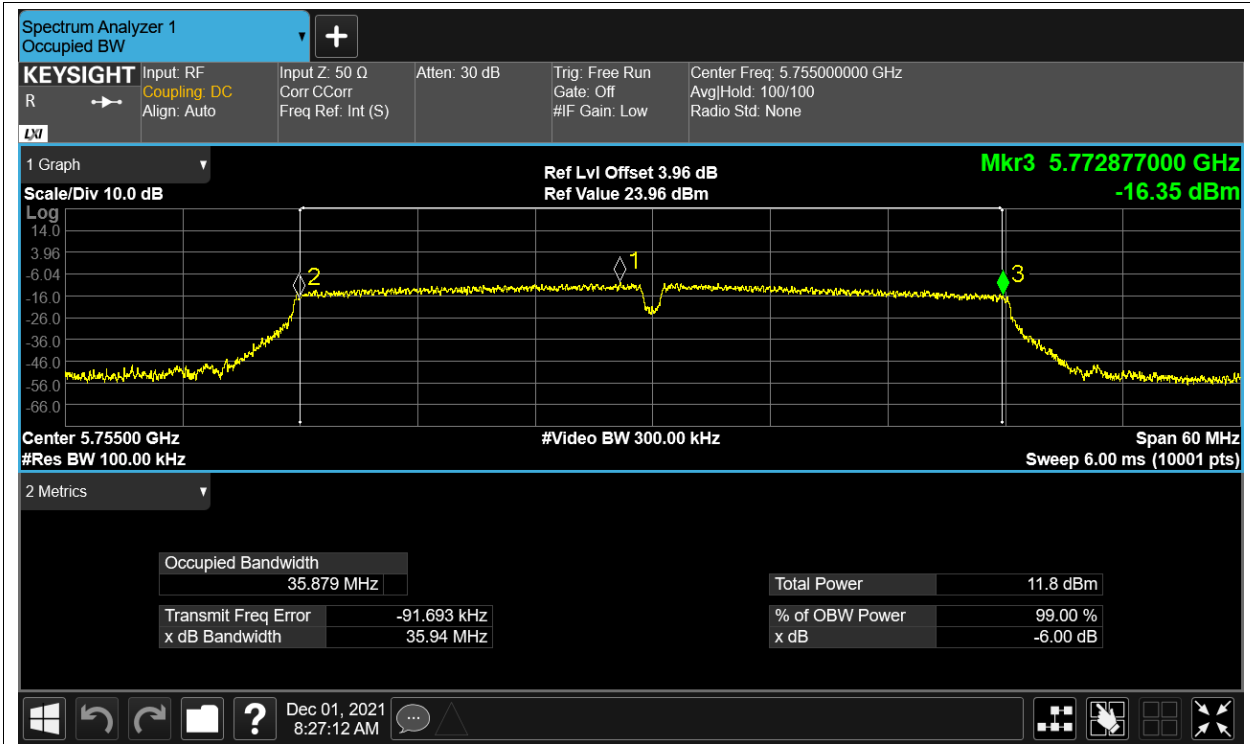 Spectrum Analyzer 1
Occupied BW
KEYSIGHT
R
LXI
Input: RF
Coupling: DC
Align: Auto
Input Z: 50 Ω
Corr CCorr
Freq Ref: Int (S)
Atten: 30 dB
Trig: Free Run
Gate: Off
#IF Gain: Low
Center Freq: 5.755000000 GHz
Avg|Hold: 100/100
Radio Std: None
1 Graph
Scale/Div 10.0 dB
Ref Lvl Offset 3.96 dB
Ref Value 23.96 dBm
Mkr3 5.772877000 GHz
-16.35 dBm
Log
14.0
3.96
-6.04
-16.0
-26.0
-36.0
-46.0
-56.0
-66.0
2
1
3
Center 5.75500 GHz
#Res BW 100.00 kHz
#Video BW 300.00 kHz
Span 60 MHz
Sweep 6.00 ms (10001 pts)
2 Metrics
Occupied Bandwidth
35.879 MHz
Transmit Freq Error -91.693 kHz
x dB Bandwidth 35.94 MHz
Total Power 11.8 dBm
% of OBW Power 99.00 %
x dB -6.00 dB
?
Dec 01, 2021
8:27:12 AM